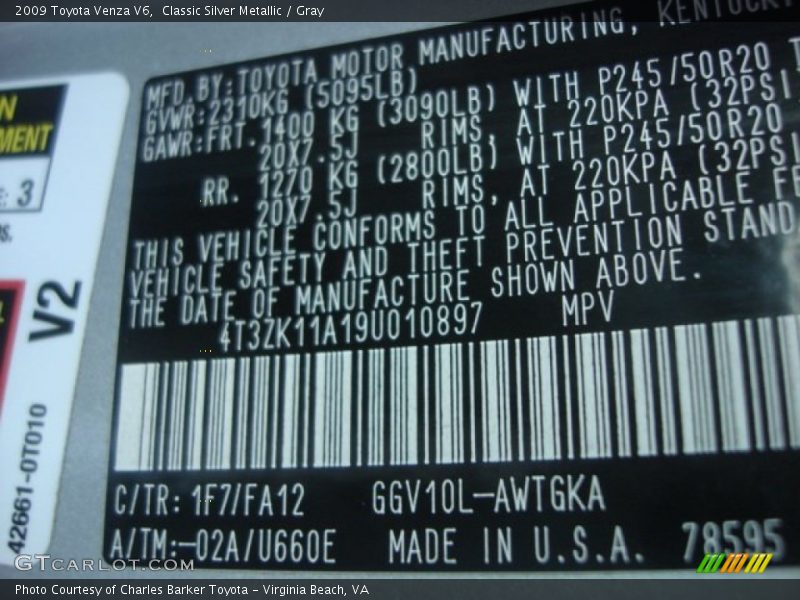 2009 Toyota Venza V6,  Classic Silver Metallic / Gray
MFD. BY: TOYOTA MOTOR MANUFACTURING, KENTUCKY
GVWR: 2310KG (5095LB)
GAWR: FRT. 1400 KG (3090LB) WITH P245/50R20
20X7.5J RIMS, AT 220KPA (32PSI
RR. 1270 KG (2800LB) WITH P245/50R20
20X7.5J RIMS, AT 220KPA (32PSI
THIS VEHICLE CONFORMS TO ALL APPLICABLE FE
VEHICLE SAFETY AND THEFT PREVENTION STAND
THE DATE OF MANUFACTURE SHOWN ABOVE.
4T3ZK11A19U010897 MPV
C/TR: 1F7/FA12 GGV10L-AWTGKA
A/TM:-02A/U660E MADE IN U.S.A. 78595
MENT
3
V2
42661-0T010
GTCARLOT.COM
Photo Courtesy of Charles Barker Toyota - Virginia Beach, VA